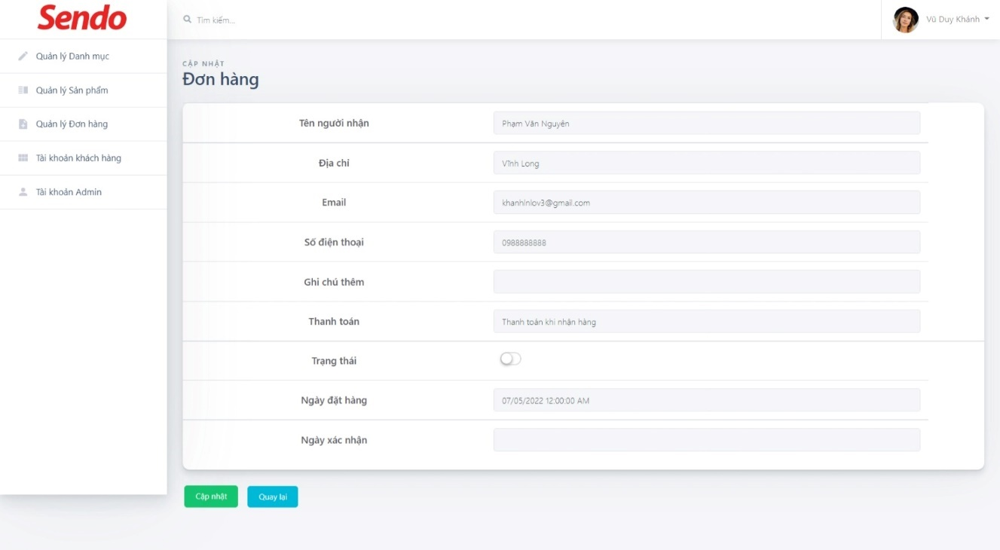 Sendo
Tìm kiếm...
Vũ Duy Khánh
Quản lý Danh mục
Quản lý Sản phẩm
Quản lý Đơn hàng
Tài khoản khách hàng
Tài khoản Admin
CẬP NHẬT
Đơn hàng
Tên người nhận Phạm Văn Nguyên
Địa chỉ Vĩnh Long
Email khanhinlov3@gmail.com
Số điện thoại 0988888888
Ghi chú thêm
Thanh toán Thanh toán khi nhận hàng
Trạng thái
Ngày đặt hàng 07/05/2022 12:00:00 AM
Ngày xác nhận
Cập nhật Quay lại